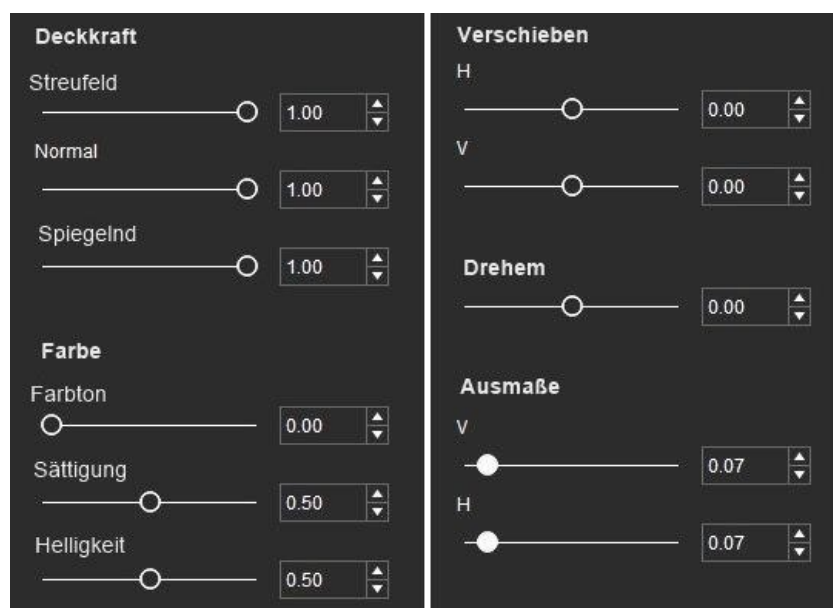 Deckkraft
Streufeld
1.00
Normal
1.00
Spiegelnd
1.00
Farbe
Farbton
0.00
Sättigung
0.50
Helligkeit
0.50
Verschieben
H
0.00
V
0.00
Drehem
0.00
Ausmaße
V
0.07
H
0.07